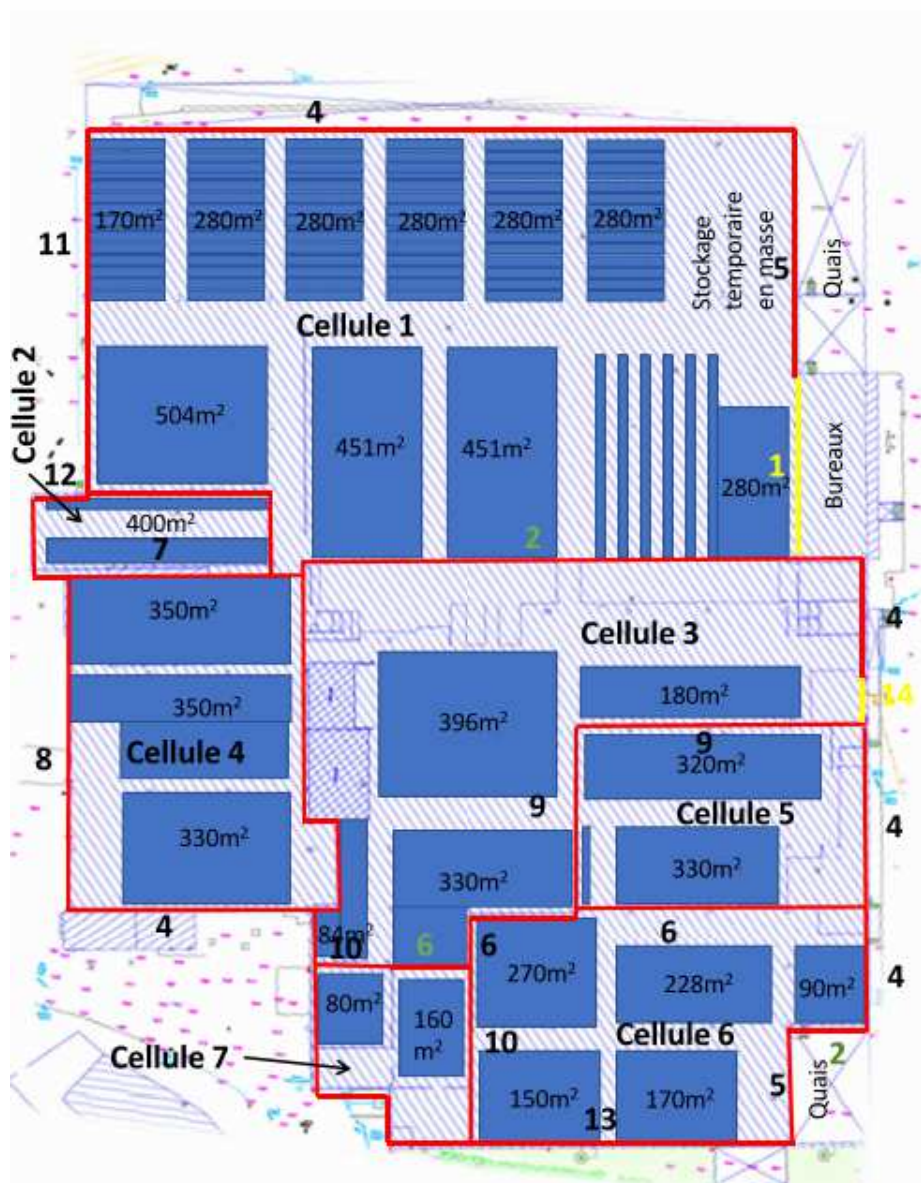 4
170m²
280m²
280m²
280m²
280m²
280m²
11
Stockage
temporaire
en masse
5
Quais
Cellule 1
Cellule 2
504m²
451m²
451m²
280m²
1
Bureaux
12
400m²
7
2
350m²
Cellule 3
4
350m²
396m²
180m²
14
8
Cellule 4
9
320m²
330m²
9
Cellule 5
4
330m²
330m²
4
84m²
10
6
6
6
270m²
228m²
90m²
4
80m²
160
m²
Cellule 7
10
Cellule 6
2
Quais
5
150m²
170m²
13